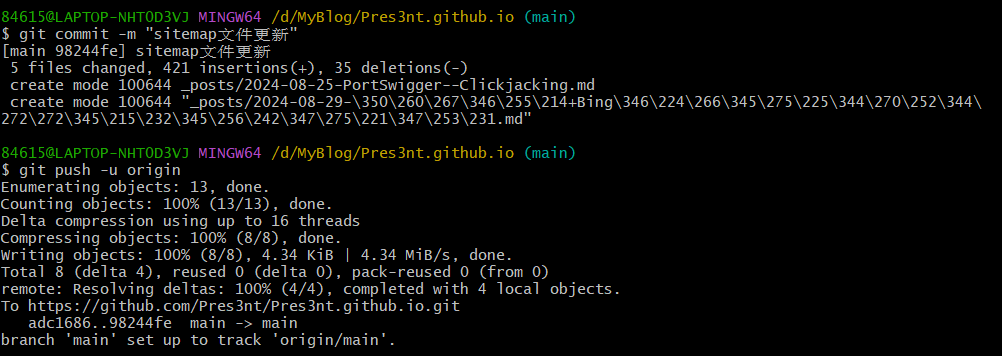 84615@LAPTOP-NHT0D3VJ MINGW64 /d/MyBlog/Pres3nt.github.io (main)
$ git commit -m "sitemap文件更新"
[main 98244fe] sitemap文件更新
 5 files changed, 421 insertions(+), 35 deletions(-)
 create mode 100644 _posts/2024-08-25-PortSwigger--Clickjacking.md
 create mode 100644 "_posts/2024-08-29-\350\260\267\346\255\214+Bing\346\224\266\345\275\225\344\270\252\344\
272\272\345\215\232\345\256\242\347\275\221\347\253\231.md"

84615@LAPTOP-NHT0D3VJ MINGW64 /d/MyBlog/Pres3nt.github.io (main)
$ git push -u origin
Enumerating objects: 13, done.
Counting objects: 100% (13/13), done.
Delta compression using up to 16 threads
Compressing objects: 100% (8/8), done.
Writing objects: 100% (8/8), 4.34 KiB | 4.34 MiB/s, done.
Total 8 (delta 4), reused 0 (delta 0), pack-reused 0 (from 0)
remote: Resolving deltas: 100% (4/4), completed with 4 local objects.
To https://github.com/Pres3nt/Pres3nt.github.io.git
   adc1686..98244fe  main -> main
branch 'main' set up to track 'origin/main'.